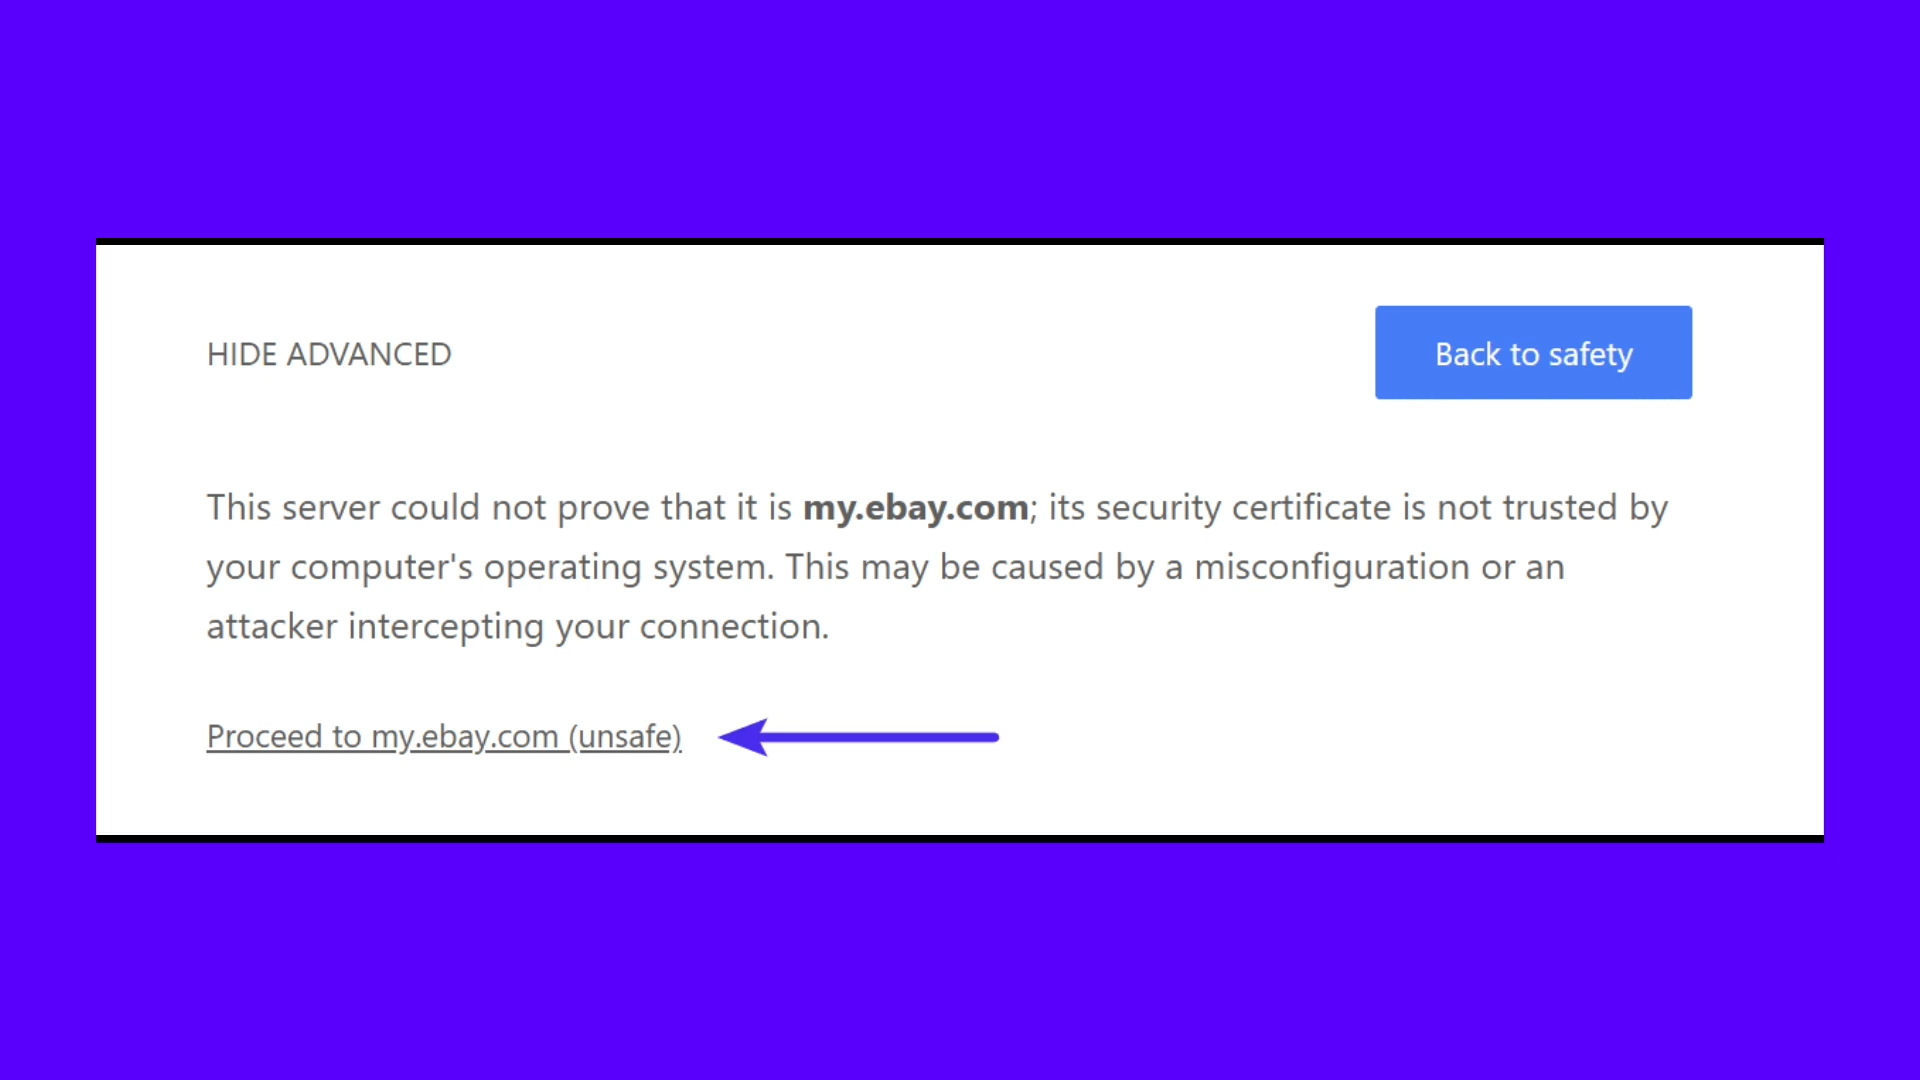 HIDE ADVANCED
Back to safety
This server could not prove that it is my.ebay.com; its security certificate is not trusted by
your computer's operating system. This may be caused by a misconfiguration or an
attacker intercepting your connection.
Proceed to my.ebay.com (unsafe)